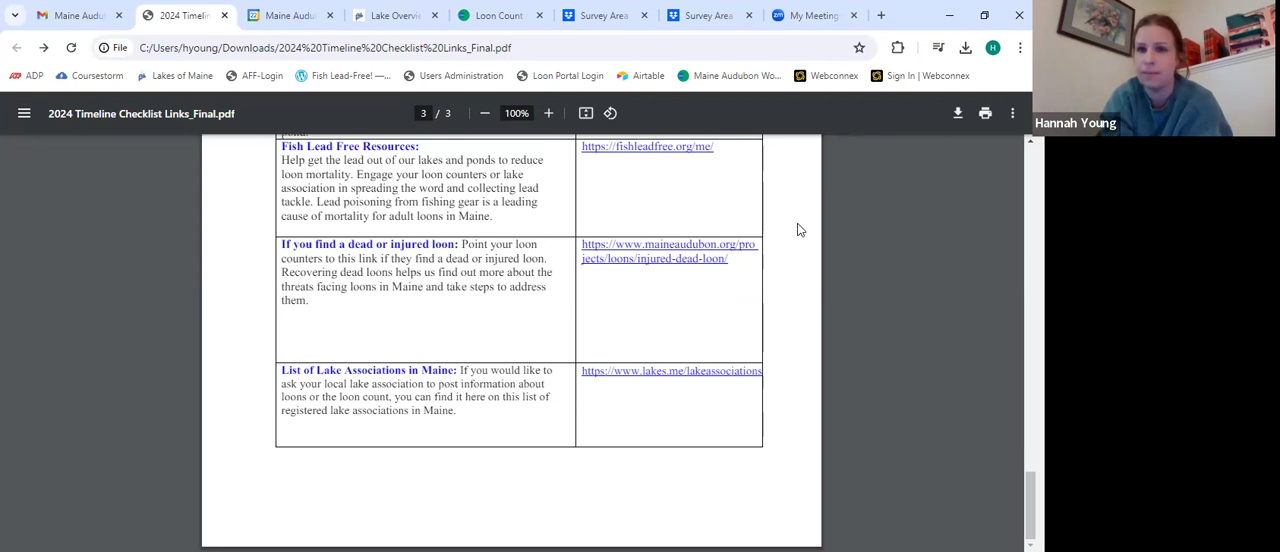 Maine Aud
2024 Timeline
Maine Audub
Lake Overvi
Loon Count
Survey Area
Survey Area
My Meeting
File
C:/Users/hyoung/Downloads/2024%20Timeline%20Checklist%20Links_Final.pdf
H
ADP
Coursestorm
Lakes of Maine
AFF-Login
Fish Lead-Free! —...
Users Administration
Loon Portal Login
Airtable
Maine Audubon Wo...
Webconnex
Sign In | Webconnex
2024 Timeline Checklist Links_Final.pdf
3 / 3
100%
Hannah Young
Fish Lead Free Resources:
Help get the lead out of our lakes and ponds to reduce
loon mortality. Engage your loon counters or lake
association in spreading the word and collecting lead
tackle. Lead poisoning from fishing gear is a leading
cause of mortality for adult loons in Maine.
https://fishleadfree.org/me/
If you find a dead or injured loon: Point your loon
counters to this link if they find a dead or injured loon.
Recovering dead loons helps us find out more about the
threats facing loons in Maine and take steps to address
them.
https://www.maineaudubon.org/pro
jects/loons/injured-dead-loon/
List of Lake Associations in Maine: If you would like to
ask your local lake association to post information about
loons or the loon count, you can find it here on this list of
registered lake associations in Maine.
https://www.lakes.me/lakeassociations